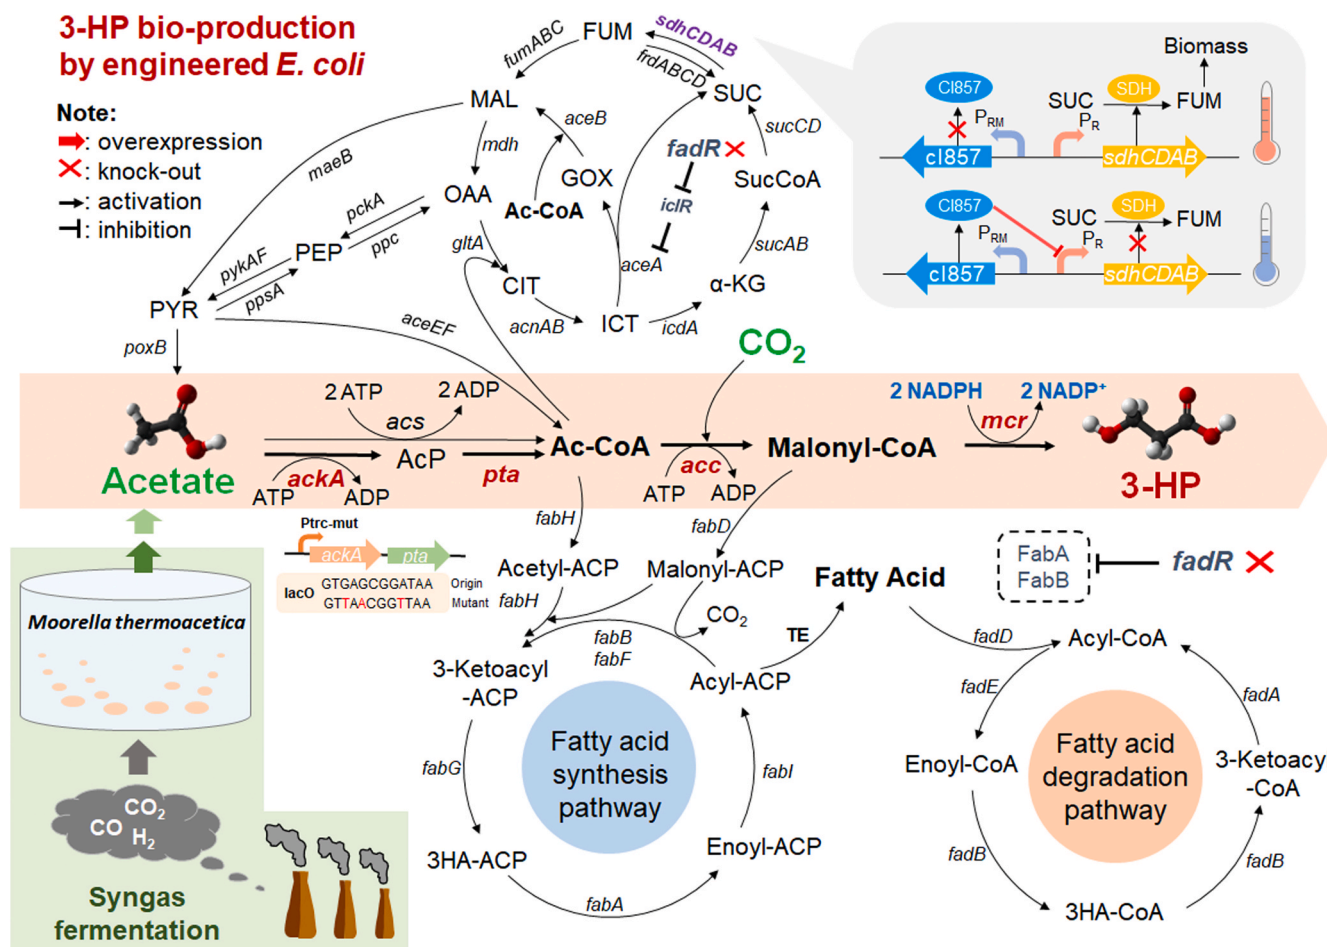 3-HP bio-production
by engineered E. coli
Note:
: overexpression
: knock-out
: activation
: inhibition
FUM
fumABC
sdhCDAB
frdABCD
SUC
MAL
aceB
sucCD
mdh
maeB
fadR
GOX
SucCoA
OAA
Ac-CoA
iclR
pckA
ppc
gltA
PEP
aceA
sucAB
pykAF
ppsA
CIT
α-KG
PYR
acnAB
ICT
icdA
aceEF
poxB
Biomass
CI857
SUC
SDH
FUM
PRM
PR
cI857
sdhCDAB
CI857
SUC
SDH
FUM
PRM
PR
cI857
sdhCDAB
CO2
2 ATP
2 ADP
2 NADPH
2 NADP+
acs
mcr
AcP
Ac-CoA
Malonyl-CoA
Acetate
ackA
pta
acc
3-HP
ATP
ADP
ATP
ADP
Ptrc-mut
fabH
fabD
ackA
pta
lacO
GTGAGCGGATAA
Origin
GTTAACGGTTAA
Mutant
Acetyl-ACP
Malonyl-ACP
Fatty Acid
FabA
FabB
fadR
fabH
CO2
TE
fabB
fabF
fadD
Acyl-CoA
3-Ketoacyl
-ACP
Acyl-ACP
fadE
fadA
Fatty acid
synthesis
pathway
Fatty acid
degradation
pathway
fabG
fabI
Enoyl-CoA
3-Ketoacy
-CoA
3HA-ACP
Enoyl-ACP
fadB
fadB
fabA
3HA-CoA
Moorella thermoacetica
CO2
CO
H2
Syngas
fermentation